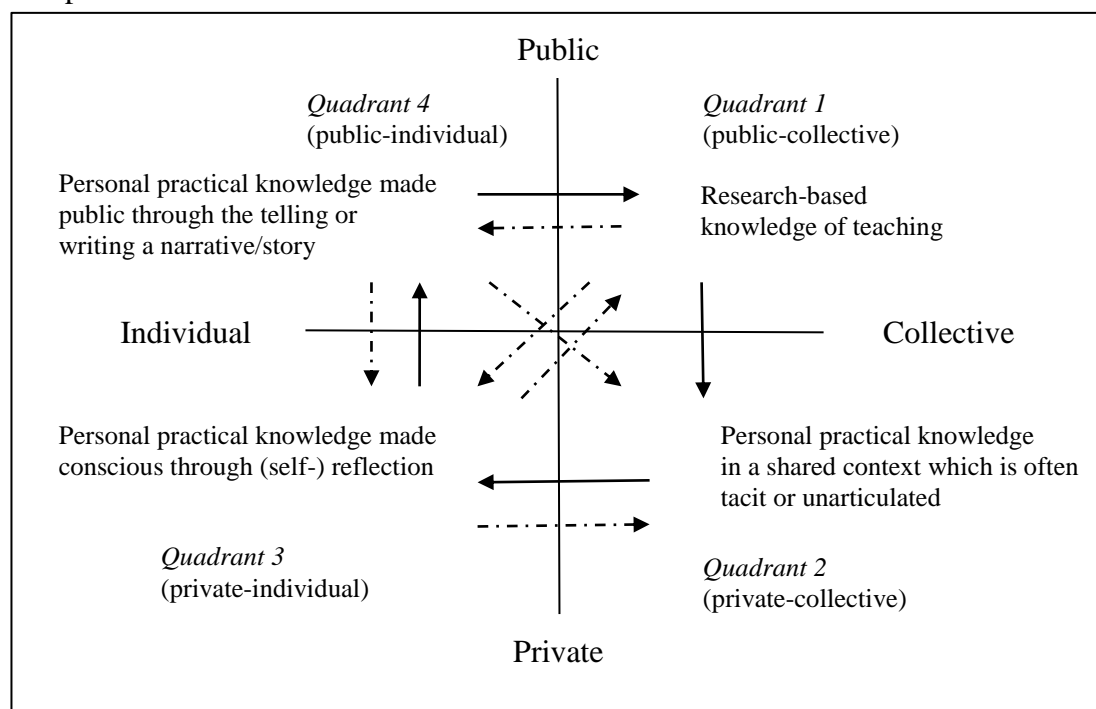 Public
Quadrant 4
(public-individual)
Quadrant 1
(public-collective)
Personal practical knowledge made
public through the telling or
writing a narrative/story
Research-based
knowledge of teaching
Individual
Collective
Personal practical knowledge made
conscious through (self-) reflection
Personal practical knowledge
in a shared context which is often
tacit or unarticulated
Quadrant 3
(private-individual)
Quadrant 2
(private-collective)
Private